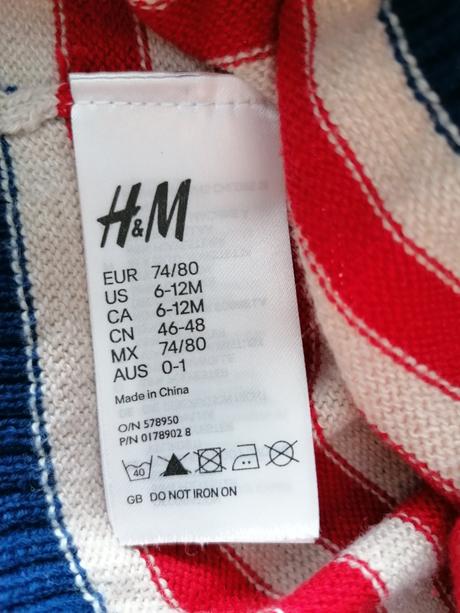 H&M
EUR 74/80
US 6-12M
CA 6-12M
CN 46-48
MX 74/80
AUS 0-1
Made in China
O/N 578950
P/N 0178902 8
40
GB DO NOT IRON ON